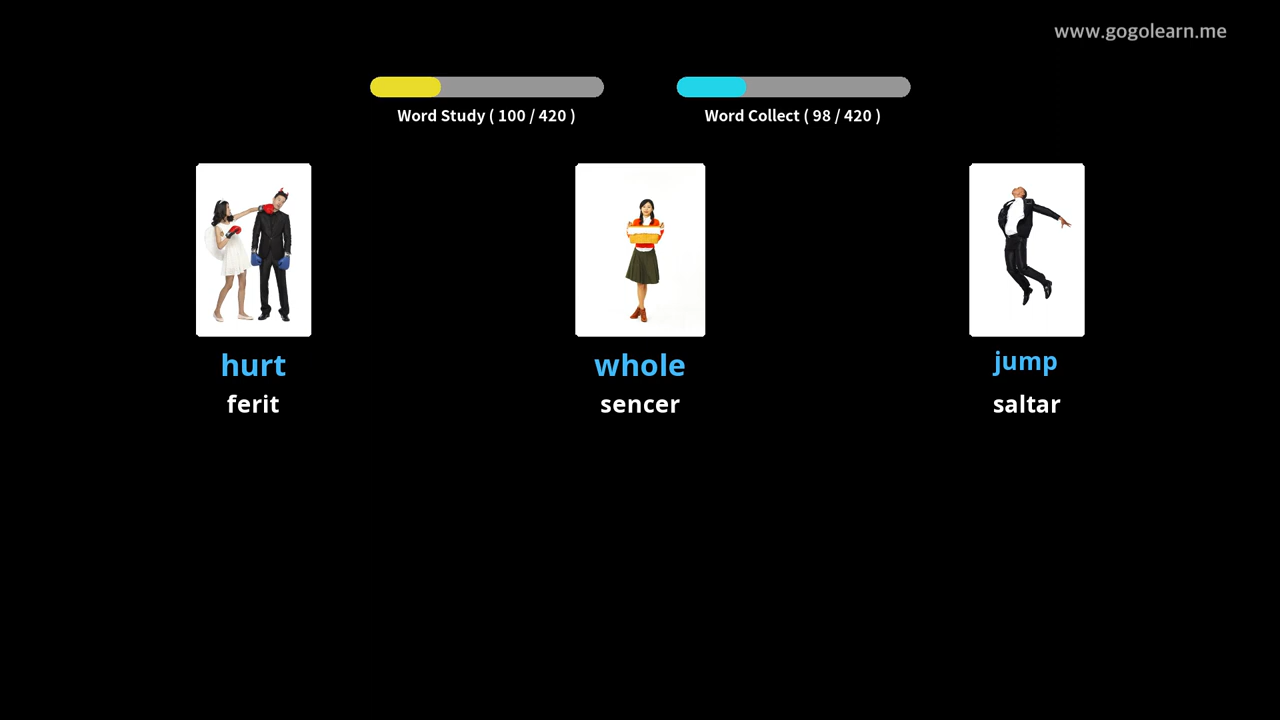 www.gogolearn.me
Word Study ( 100 / 420 )
Word Collect ( 98 / 420 )
hurt
ferit
whole
sencer
jump
saltar